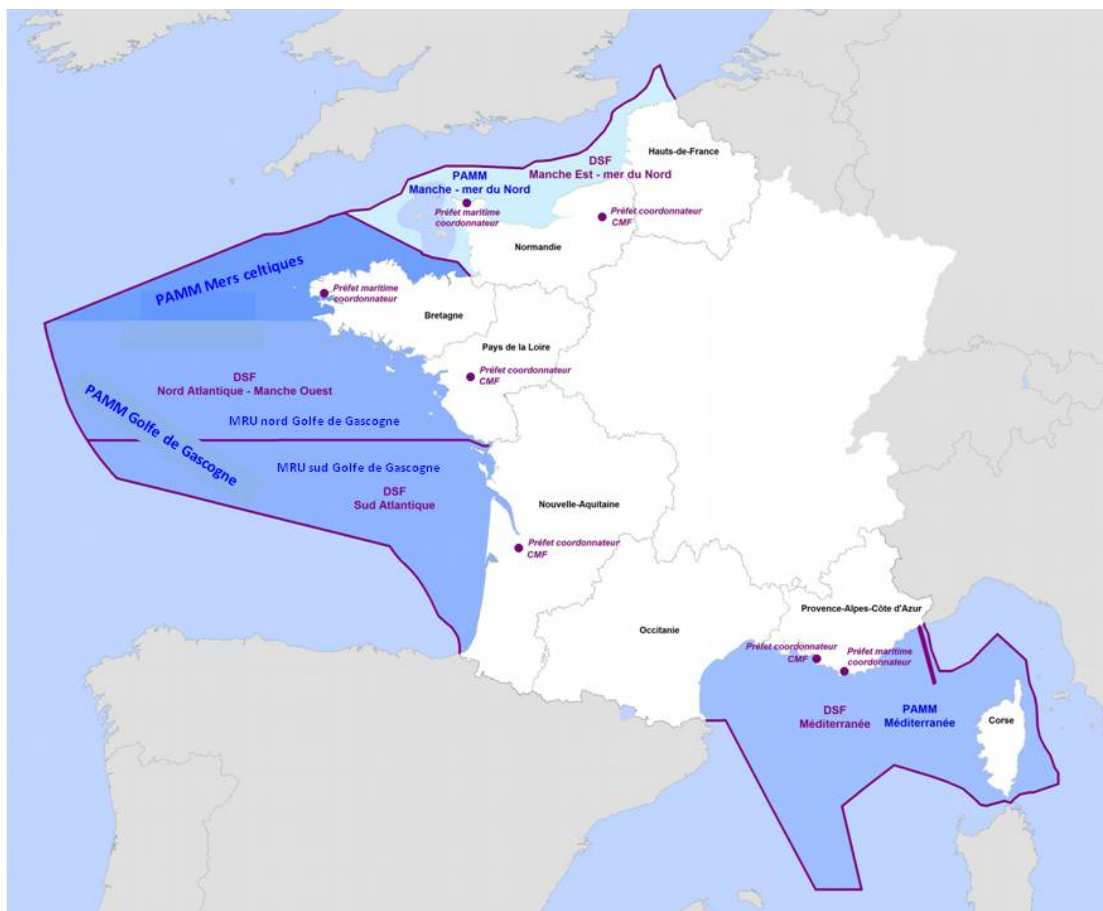 Hauts-de-France
DSF
Manche Est - mer du Nord
PAMM
Manche - mer du Nord
Préfet maritime
coordonnateur
Préfet coordonnateur
CMF
Normandie
PAMM Mers celtiques
Préfet maritime
coordonnateur
Bretagne
Pays de la Loire
Préfet coordonnateur
CMF
DSF
Nord Atlantique - Manche Ouest
PAMM Golfe de Gascogne
MRU nord Golfe de Gascogne
MRU sud Golfe de Gascogne
DSF
Sud Atlantique
Nouvelle-Aquitaine
Préfet coordonnateur
CMF
Provence-Alpes-Côte d'Azur
Occitanie
Préfet coordonnateur
CMF
Préfet maritime
coordonnateur
DSF
Méditerranée
PAMM
Méditerranée
Corse